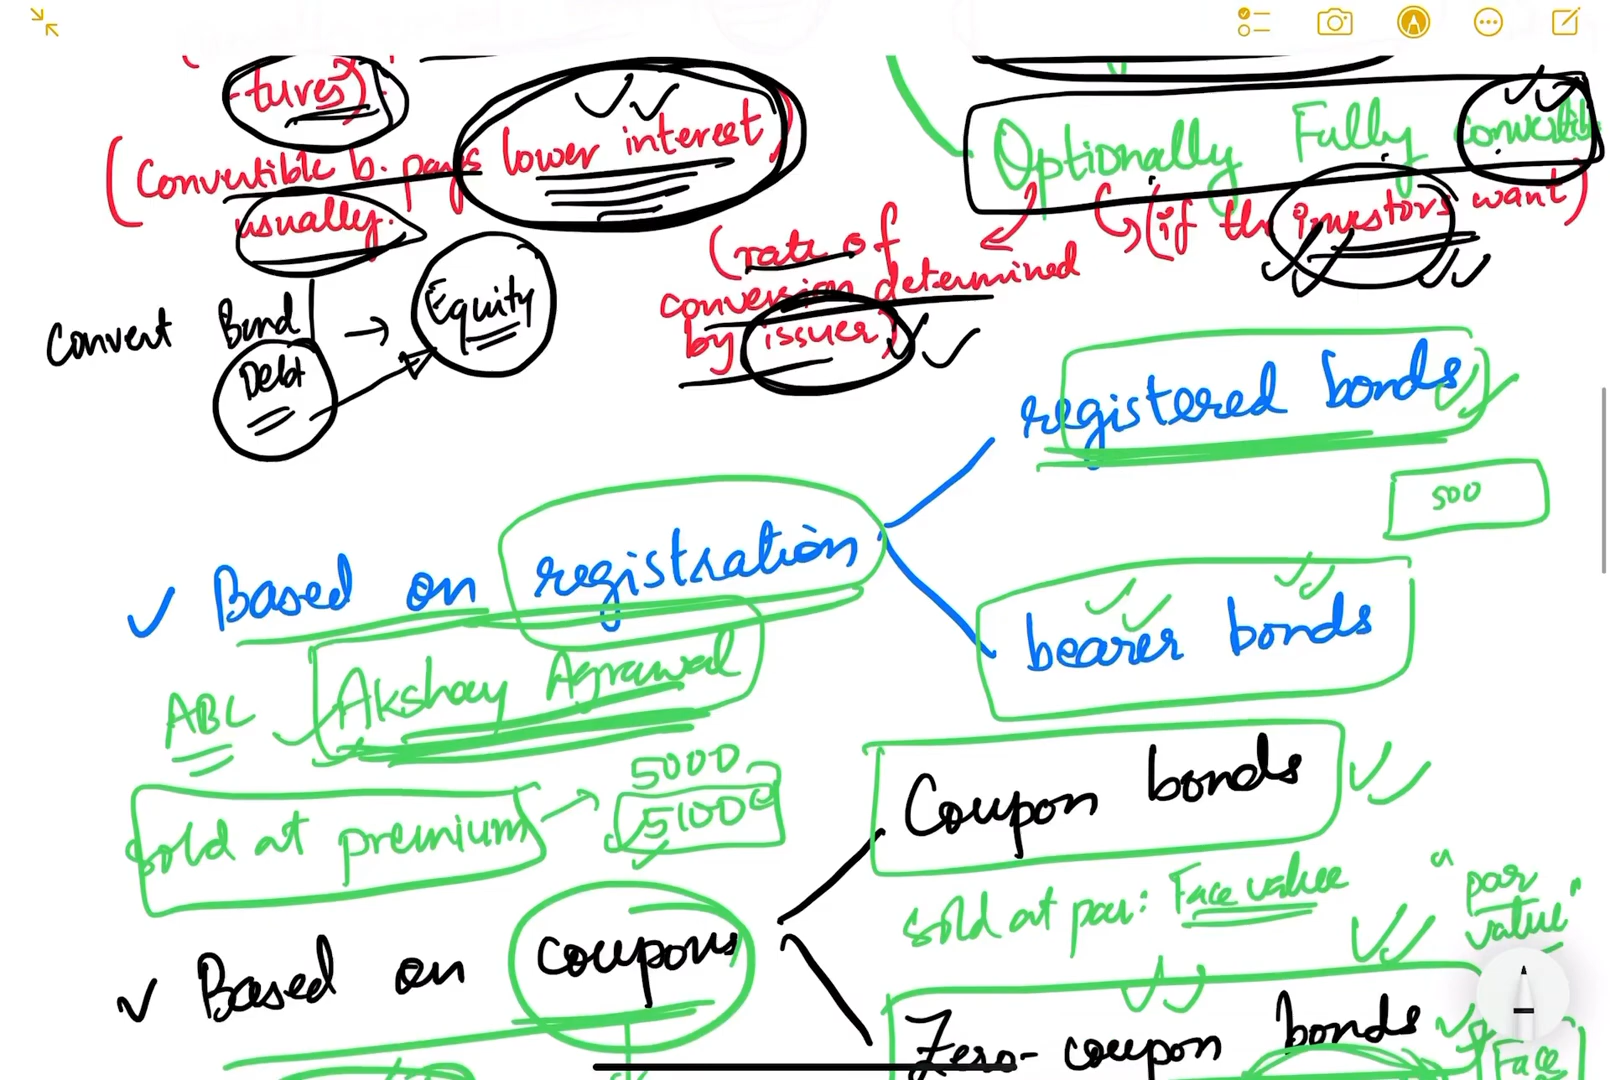 tures)
(Convertible b. pays lower interest)
usually.
Optionally Fully convertib
(if the investors want)
(rate of
conversion determined
by issuer)
Convert Bond → Equity
Debt
registered bonds
500
✓ Based on registration
bearer bonds
ABC ✓ Akshay Agrawal
sold at premium → 5000
5100
Coupon bonds
sold at par: Face value
"par
value"
✓ Based on coupons
Zero-coupon bonds
Face